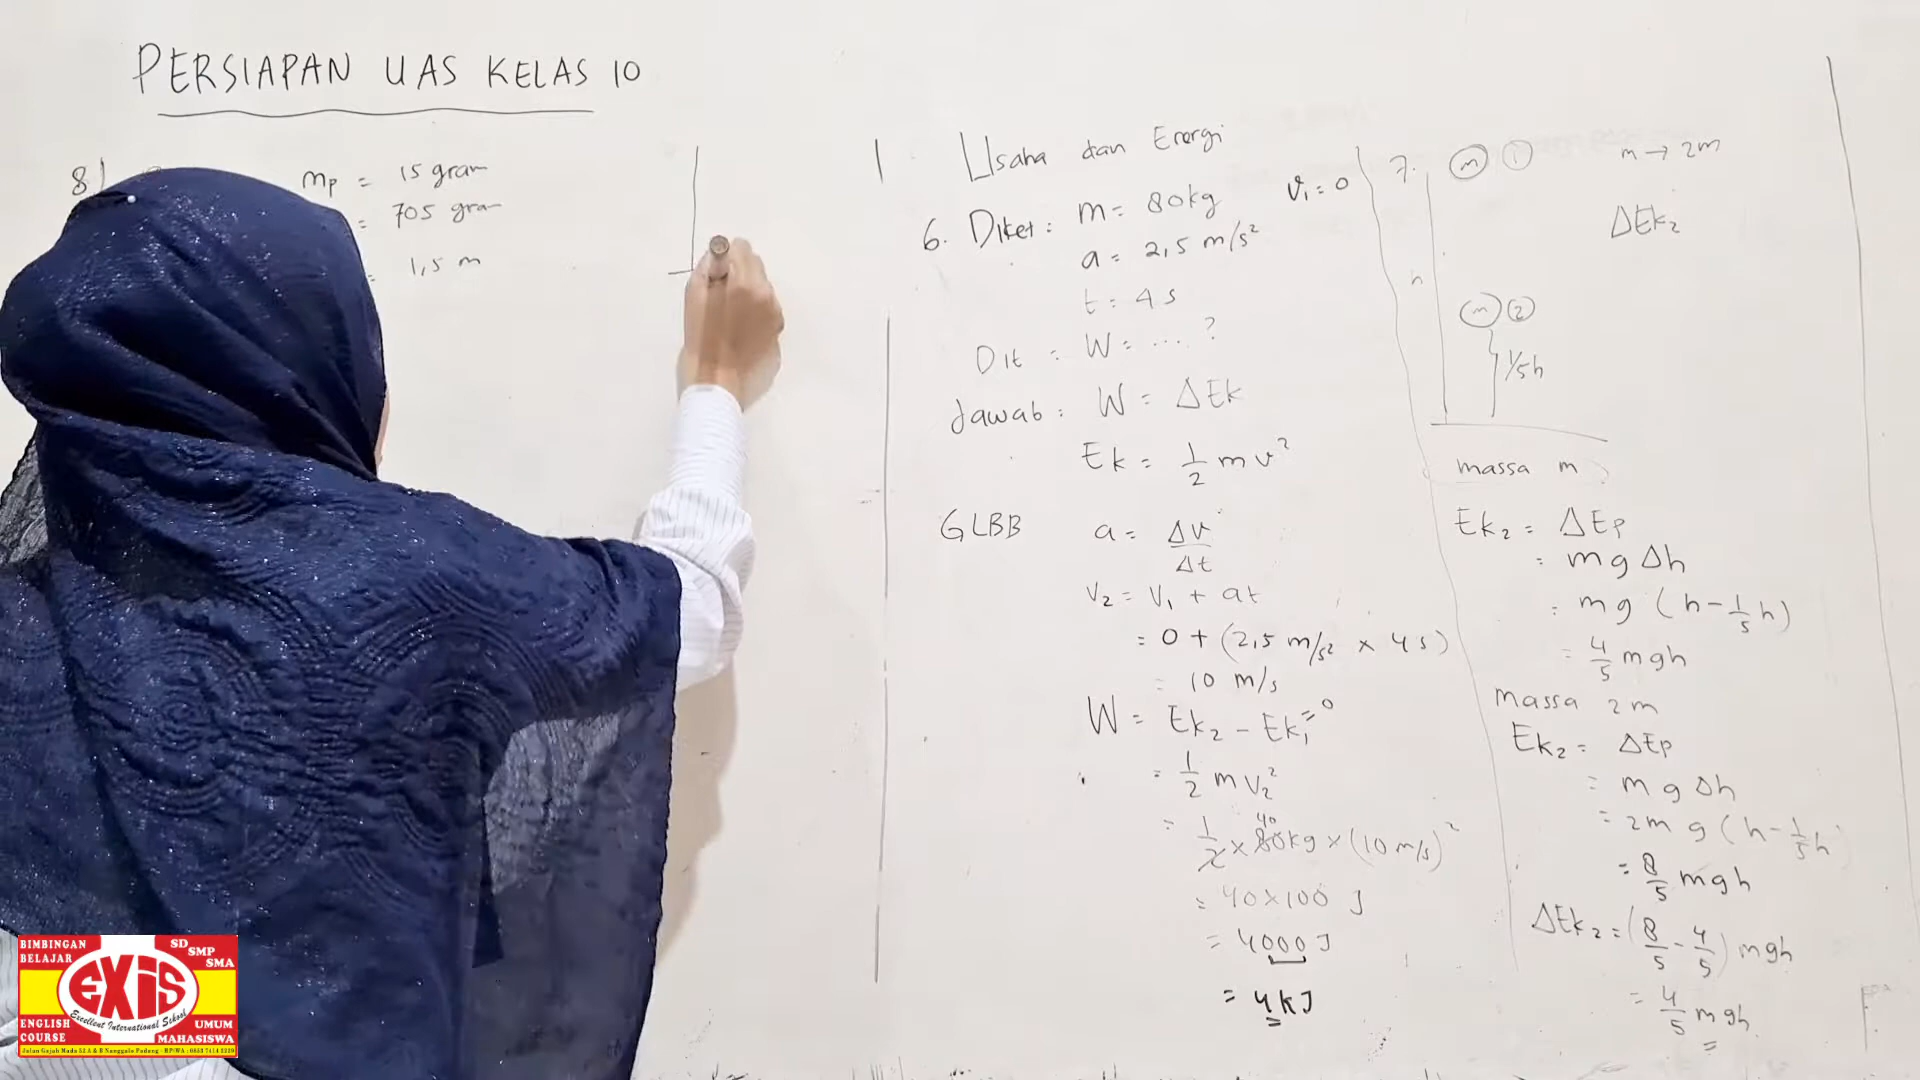 PERSIAPAN UAS KELAS 10
8)
mp = 15 gram
= 705 gram
= 1,5 m
Usaha dan Energi
6. Diket : m = 80kg v₁ = 0
a = 2,5 m/s²
t = 4 s
Dit : W = .... ?
Jawab : W = ΔEk
Ek = 1/2 m v²
GLBB a = Δv/Δt
v₂ = v₁ + at
= 0 + (2,5 m/s² × 4 s)
= 10 m/s
W = Ek₂ - Ek₁ = 0
= 1/2 m v₂²
= 1/2 × 80kg × (10 m/s)²
40
= 40 × 100 J
= 4000 J
= 4 kJ
7. m 1 m → 2m
ΔEk₂
h
m 2
1/5h
massa m
Ek₂ = ΔEp
= m g Δh
= mg (h - 1/5 h)
= 4/5 mgh
massa 2m
Ek₂ = ΔEp
= m g Δh
= 2m g (h - 1/5 h)
= 8/5 mgh
ΔEk₂ = (8/5 - 4/5) mgh
= 4/5 mgh
BIMBINGAN BELAJAR
SD SMP SMA
EXIS
Excellent International School
ENGLISH COURSE
UMUM MAHASISWA